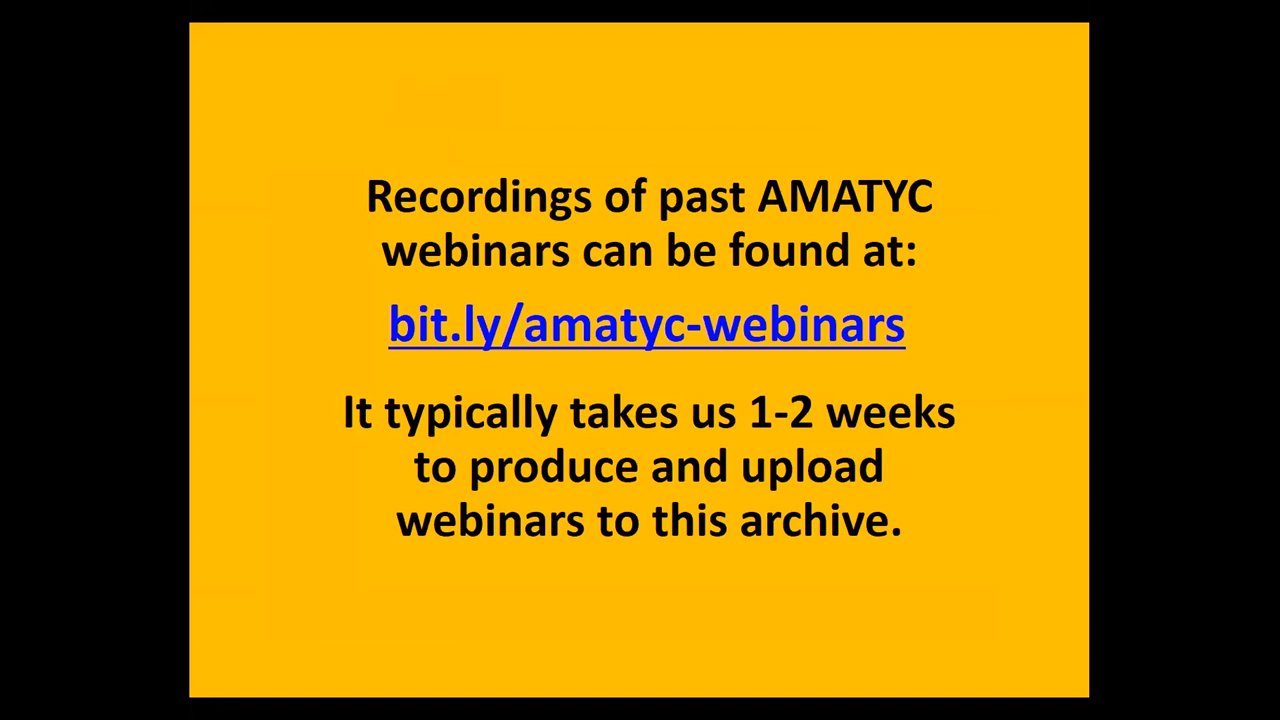 Recordings of past AMATYC
webinars can be found at:
bit.ly/amatyc-webinars
It typically takes us 1-2 weeks
to produce and upload
webinars to this archive.